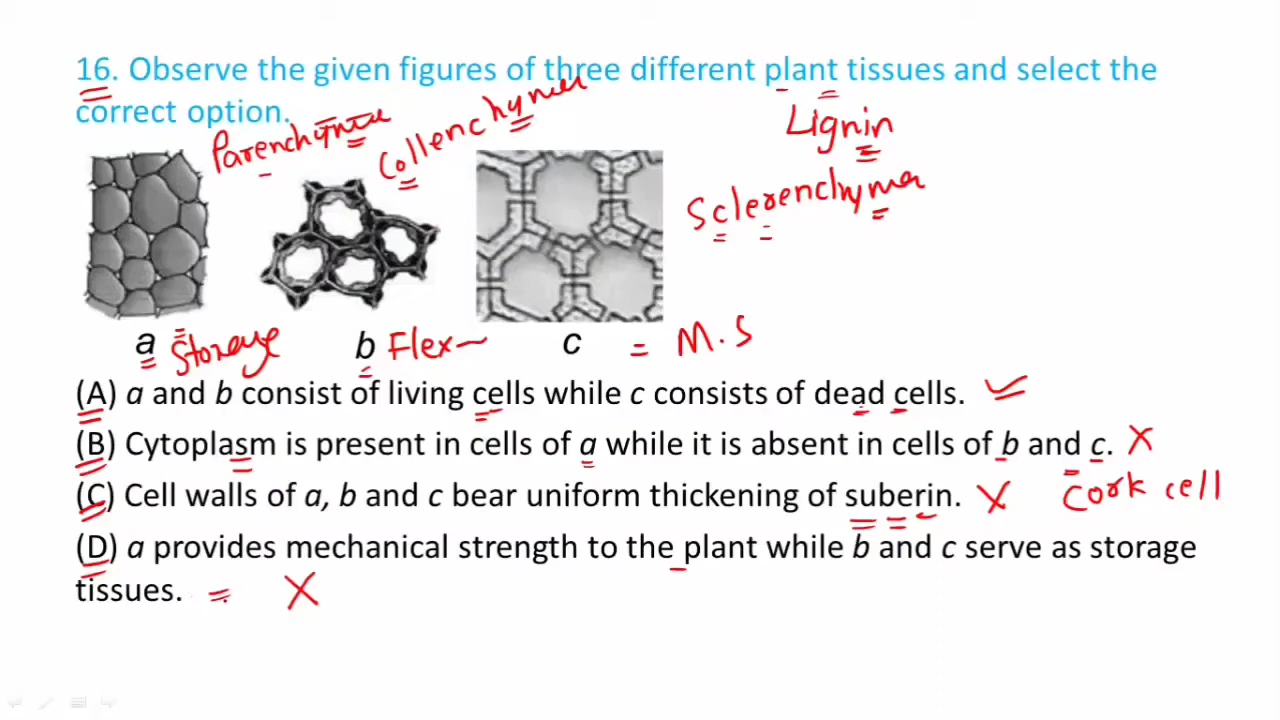 16. Observe the given figures of three different plant tissues and select the
correct option.
Parenchyma
Collenchyma
Lignin
Sclerenchyma
a Storage b Flex c = M.S
(A) a and b consist of living cells while c consists of dead cells. ✓
(B) Cytoplasm is present in cells of a while it is absent in cells of b and c. X
(C) Cell walls of a, b and c bear uniform thickening of suberin. X Cork cell
(D) a provides mechanical strength to the plant while b and c serve as storage
tissues. = X